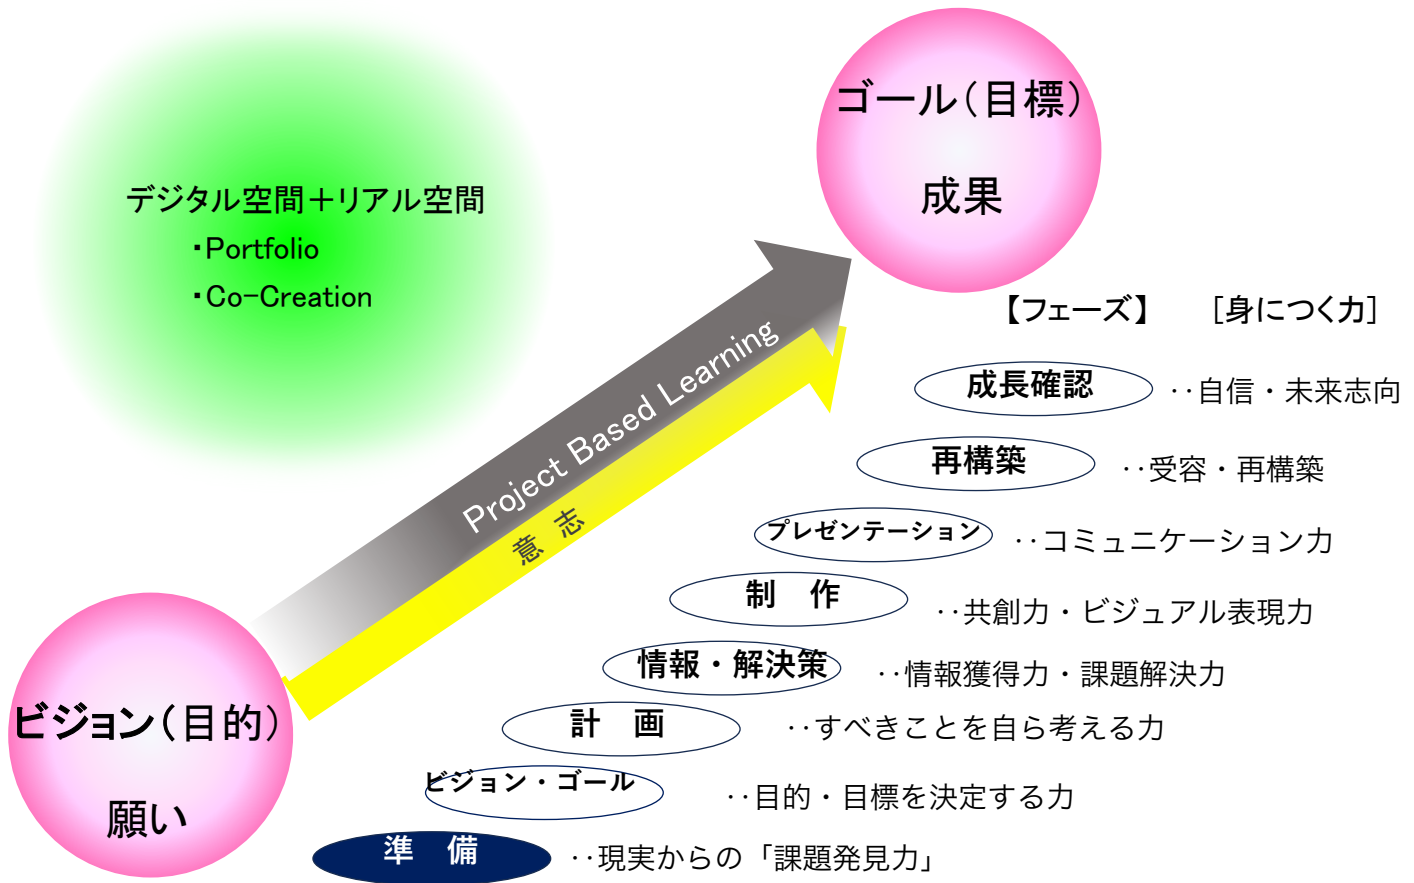 ゴール(目標)
成果
デジタル空間+リアル空間
・Portfolio
・Co-Creation
Project Based Learning
意 志
ビジョン(目的)
願い
【フェーズ】 [身につく力]
成長確認 ‥自信・未来志向
再構築 ‥受容・再構築
プレゼンテーション ‥コミュニケーション力
制 作 ‥共創力・ビジュアル表現力
情報・解決策 ‥情報獲得力・課題解決力
計 画 ‥すべきことを自ら考える力
ビジョン・ゴール ‥目的・目標を決定する力
準 備 ‥現実からの「課題発見力」